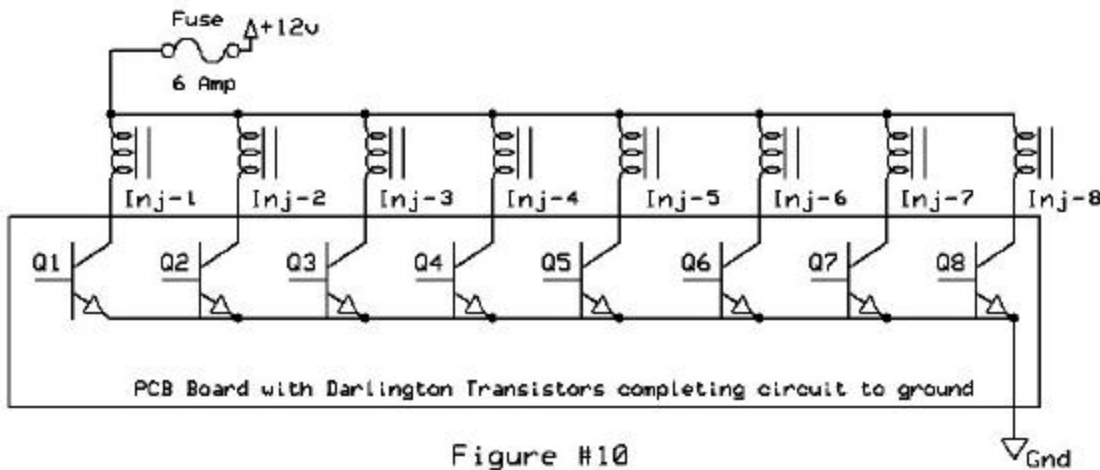 Fuse
+12v
6 Amp
Inj-1 Inj-2 Inj-3 Inj-4 Inj-5 Inj-6 Inj-7 Inj-8
Q1 Q2 Q3 Q4 Q5 Q6 Q7 Q8
PCB Board with Darlington Transistors completing circuit to ground
Figure #10
Gnd